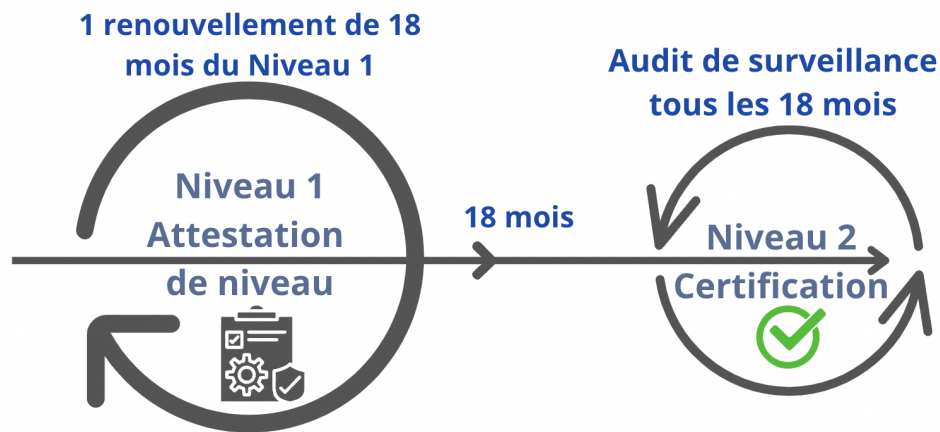 1 renouvellement de 18
mois du Niveau 1
Niveau 1
Attestation
de niveau
18 mois
Audit de surveillance
tous les 18 mois
Niveau 2
Certification